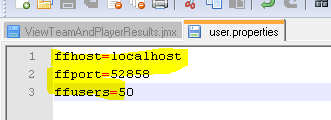 ViewTeamAndPlayerResults.jmx user.properties
1 ffhost=localhost
2 ffport=52858
3 ffusers=50